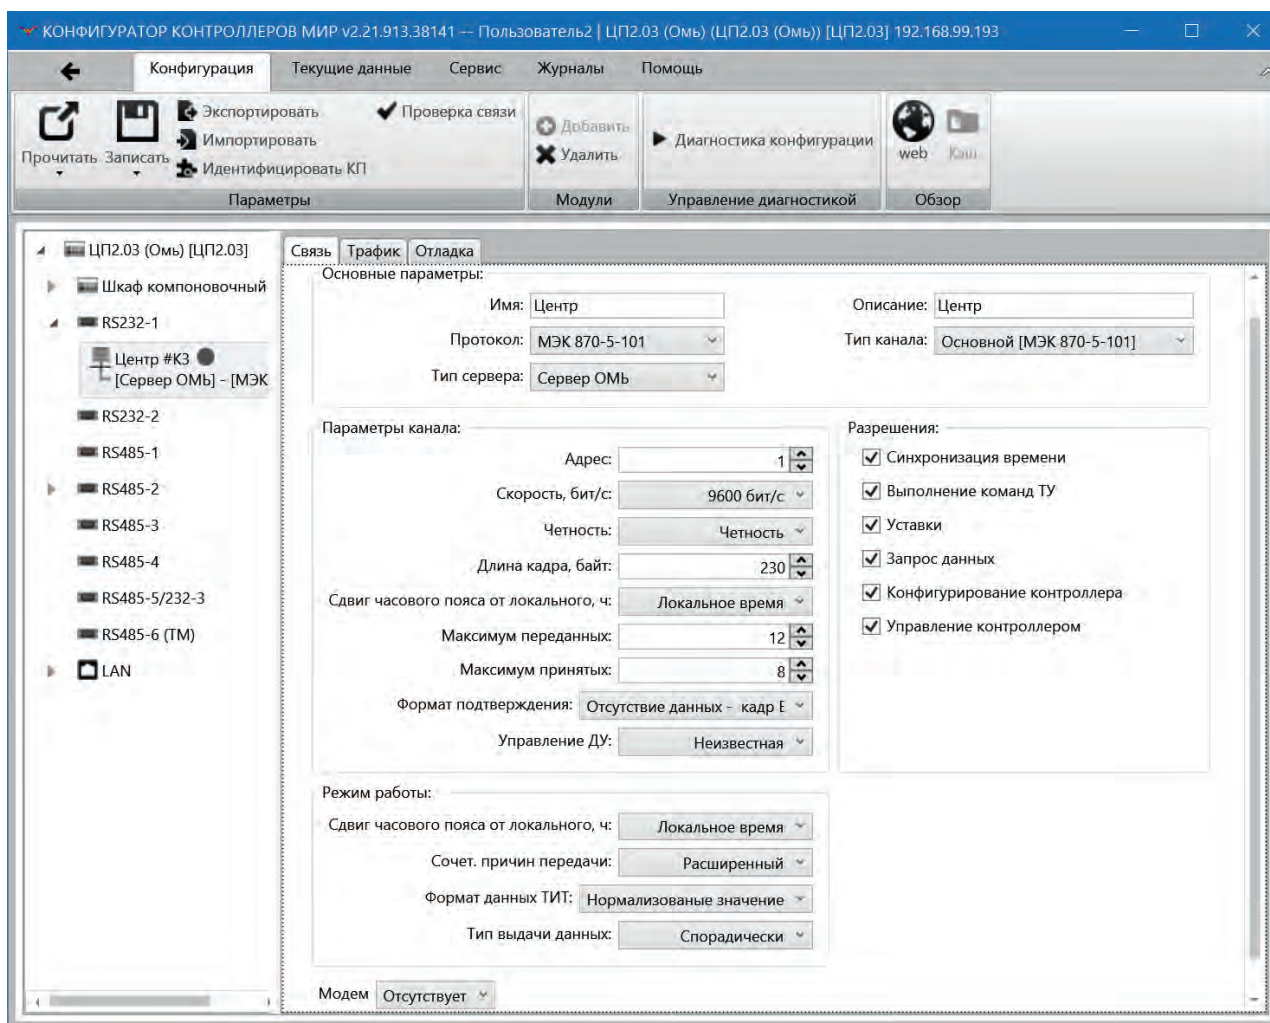 КОНФИГУРАТОР КОНТРОЛЛЕРОВ МИР v2.21.913.38141 -- Пользователь2 | ЦП2.03 (Омь) (ЦП2.03 (Омь)) [ЦП2.03] 192.168.99.193
Конфигурация Текущие данные Сервис Журналы Помощь
Прочитать Записать Экспортировать Проверка связи
Импортировать
Идентифицировать КП
Параметры
Добавить
Удалить
Модули
Диагностика конфигурации
Управление диагностикой
web Кэш
Обзор
ЦП2.03 (Омь) [ЦП2.03]
Шкаф компоновочный
RS232-1
Центр #К3
[Сервер ОМЬ] - [МЭК
RS232-2
RS485-1
RS485-2
RS485-3
RS485-4
RS485-5/232-3
RS485-6 (TM)
LAN
Связь Трафик Отладка
Основные параметры:
Имя: Центр Описание: Центр
Протокол: МЭК 870-5-101 Тип канала: Основной [МЭК 870-5-101]
Тип сервера: Сервер ОМЬ
Параметры канала:
Адрес: 1
Скорость, бит/с: 9600 бит/с
Четность: Четность
Длина кадра, байт: 230
Сдвиг часового пояса от локального, ч: Локальное время
Максимум переданных: 12
Максимум принятых: 8
Формат подтверждения: Отсутствие данных - кадр E
Управление ДУ: Неизвестная
Разрешения:
Синхронизация времени
Выполнение команд ТУ
Уставки
Запрос данных
Конфигурирование контроллера
Управление контроллером
Режим работы:
Сдвиг часового пояса от локального, ч: Локальное время
Сочет. причин передачи: Расширенный
Формат данных ТИТ: Нормализованые значение
Тип выдачи данных: Спорадически
Модем Отсутствует